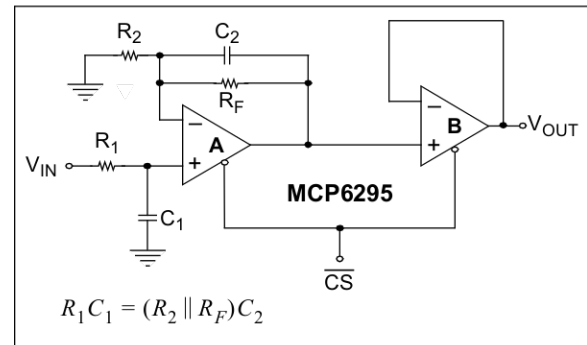 R2
C2
RF
R1
VIN
C1
−
A
+
−
B
+
VOUT
MCP6295
CS
R1C1 = (R2 || RF)C2